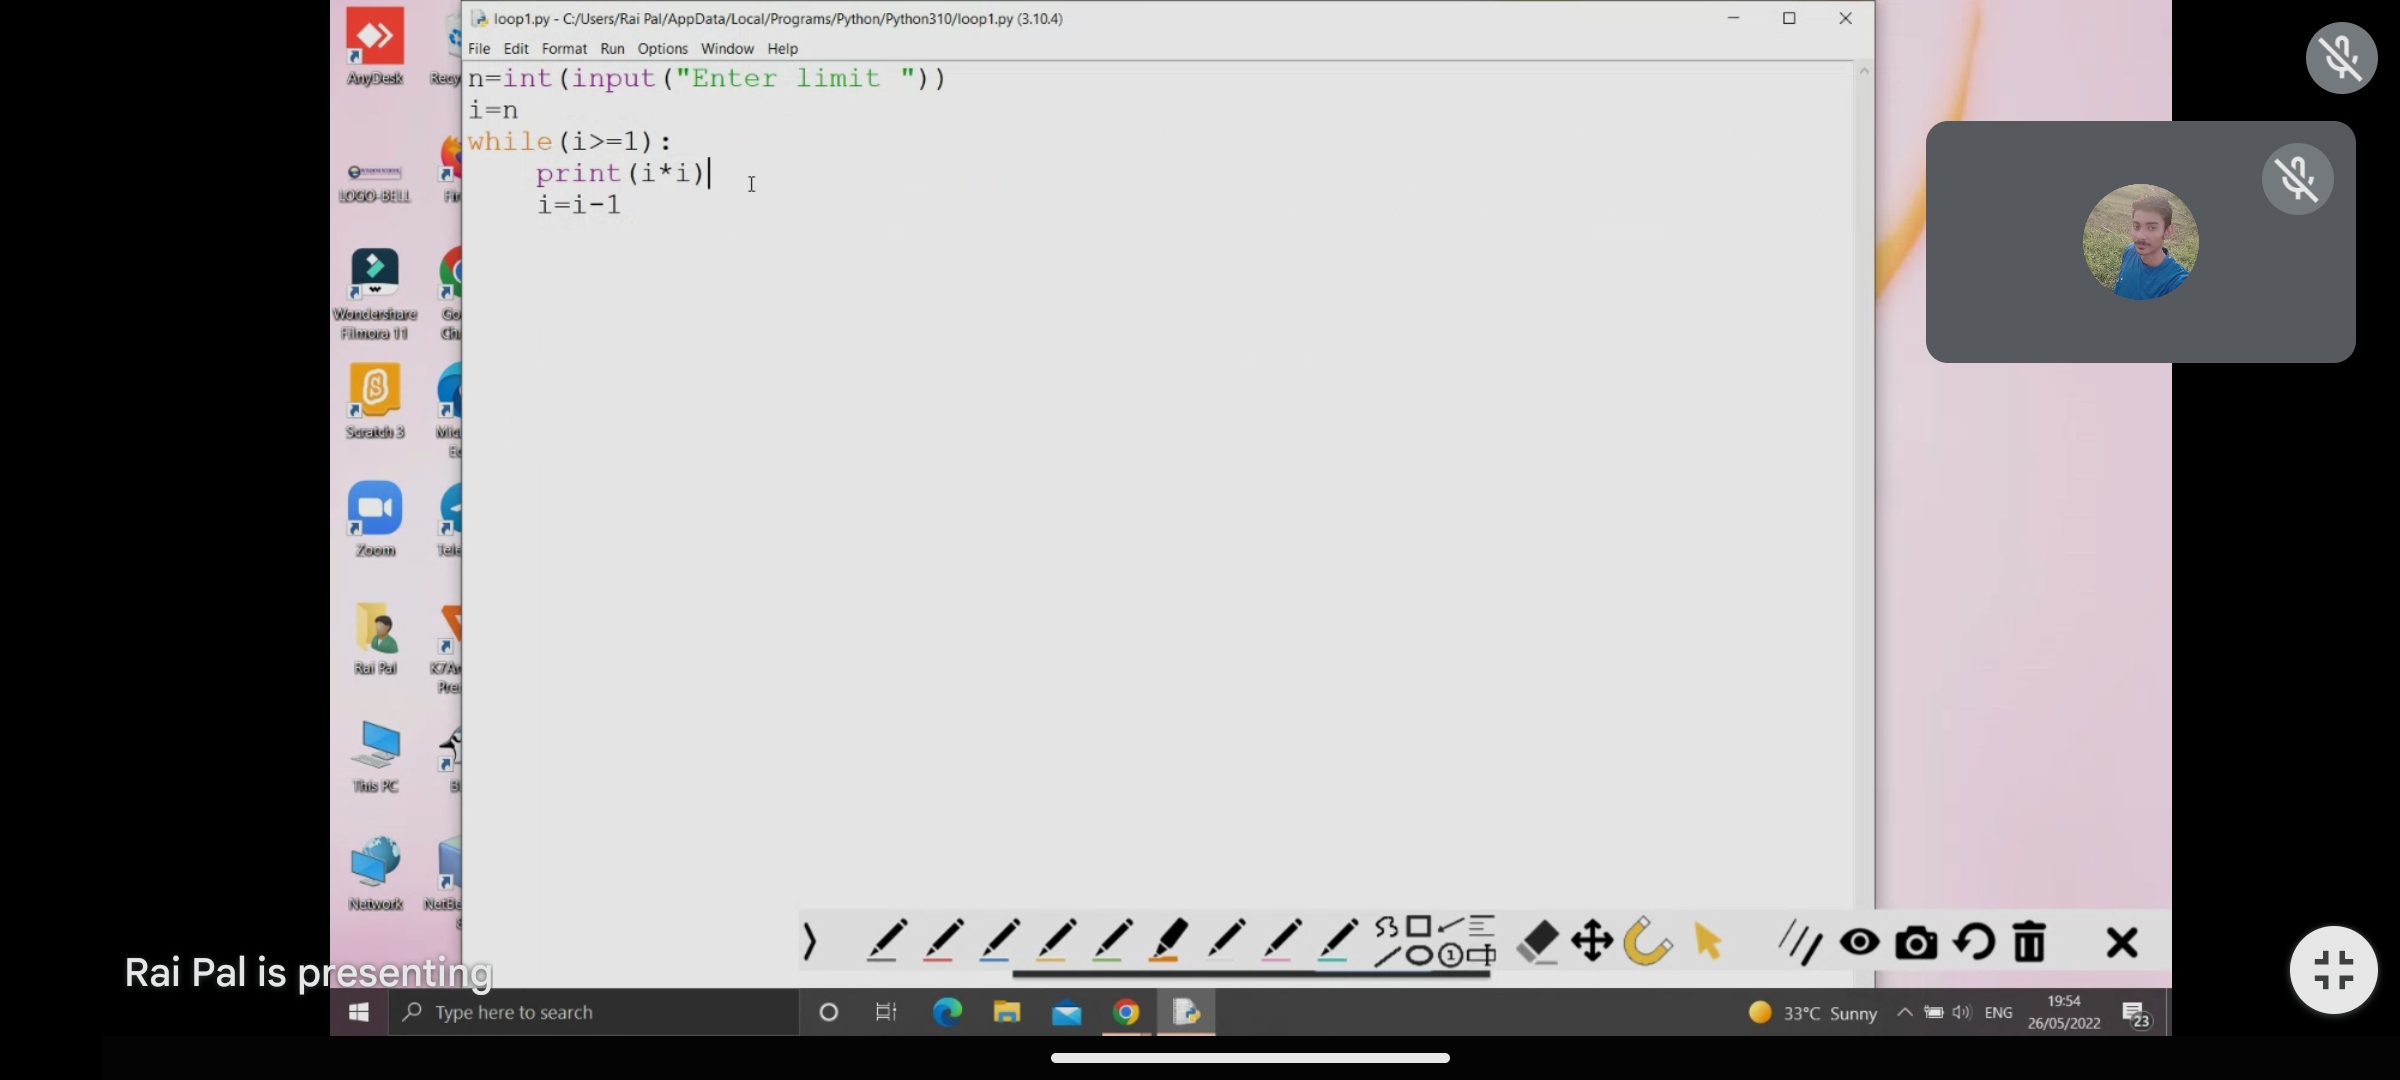 loop1.py - C:/Users/Rai Pal/AppData/Local/Programs/Python/Python310/loop1.py (3.10.4)
File Edit Format Run Options Window Help
n=int(input("Enter limit "))
i=n
while(i>=1):
    print(i*i)
    i=i-1
AnyDesk
Recy
LOGO-BELL
Fir
Wondershare
Filmora 11
Go
Ch
Scratch 3
Mic
Zoom
Tele
Rai Pal
K7An
Pre
This PC
Network
NetBe
Rai Pal is presenting
Type here to search
33°C Sunny
ENG
19:54
26/05/2022
23